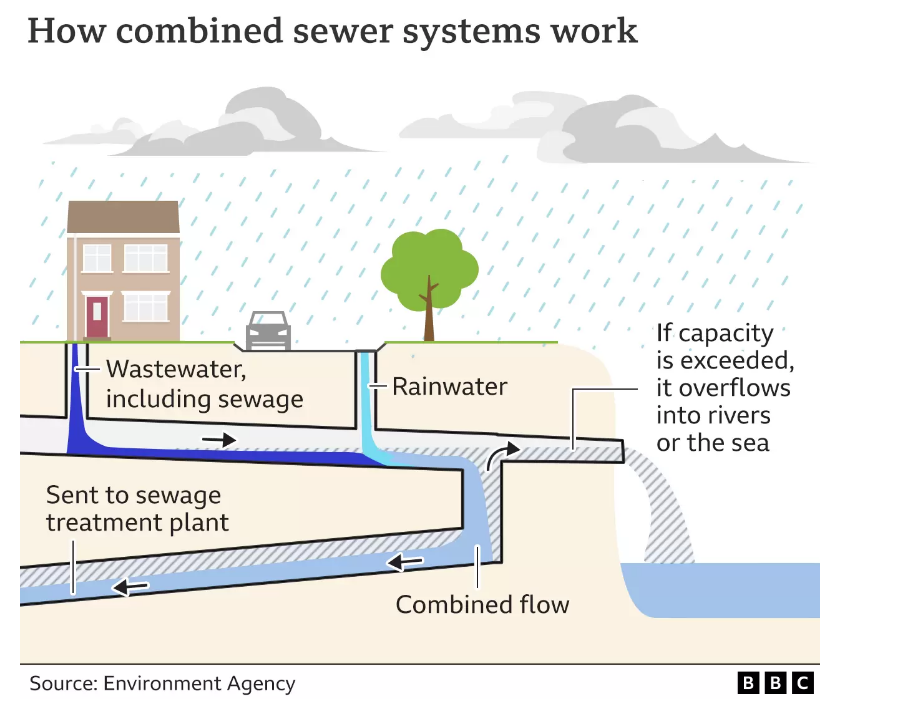 How combined sewer systems work
If capacity
is exceeded,
it overflows
into rivers
or the sea
Wastewater,
including sewage
Rainwater
Sent to sewage
treatment plant
Combined flow
Source: Environment Agency
BBC